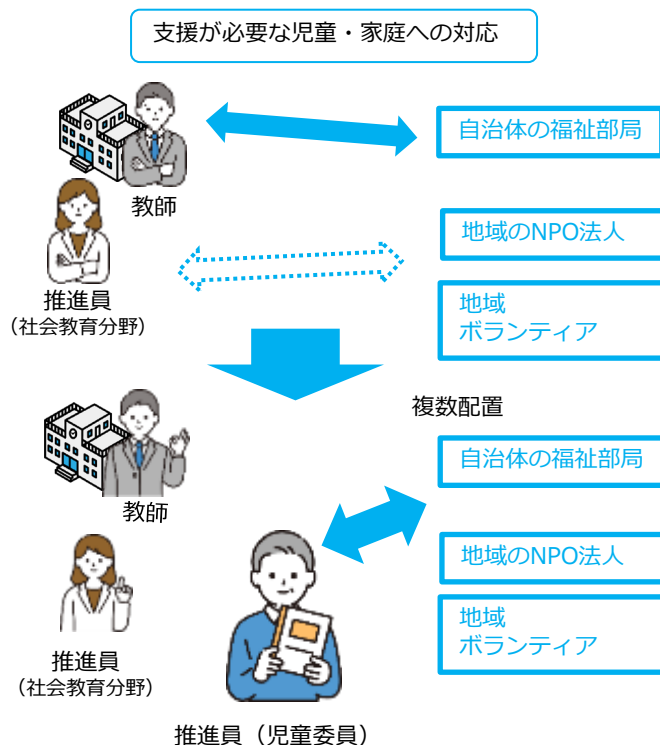 支援が必要な児童・家庭への対応
自治体の福祉部局
教師
地域のNPO法人
推進員
（社会教育分野）
地域
ボランティア
複数配置
自治体の福祉部局
教師
地域のNPO法人
地域
ボランティア
推進員
（社会教育分野）
推進員（児童委員）